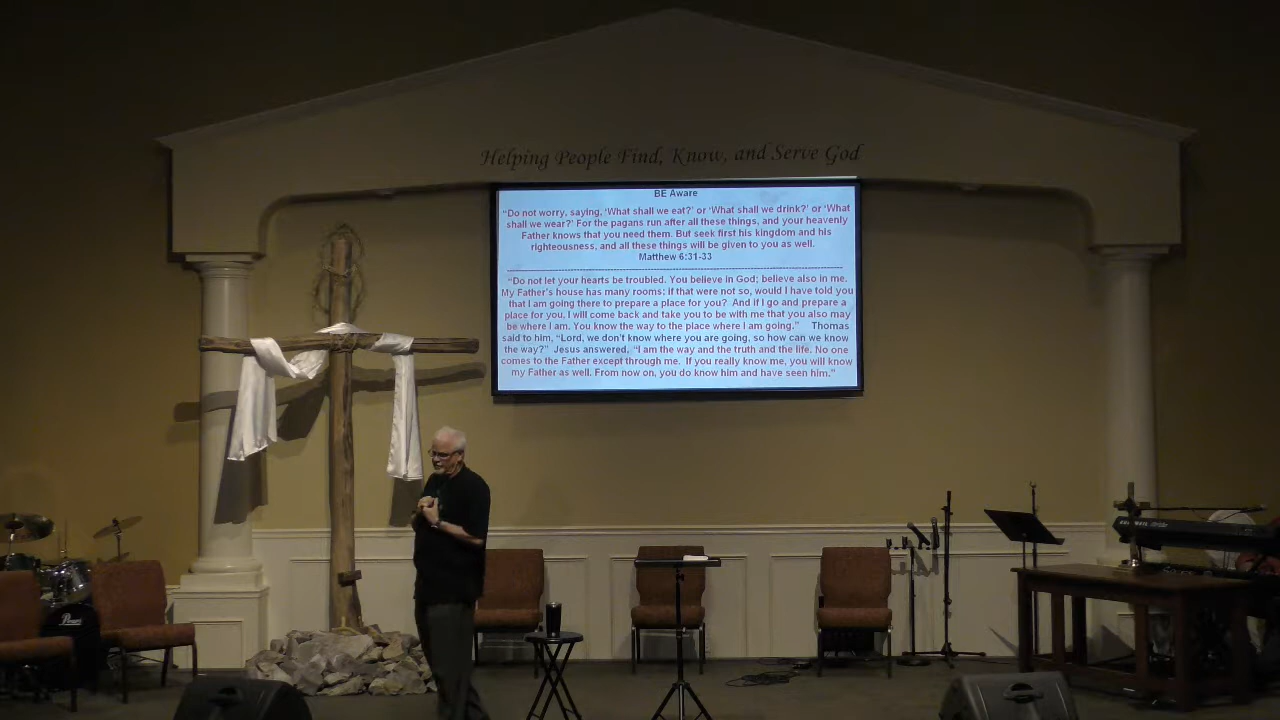 Helping People Find, Know, and Serve God
BE Aware
“Do not worry, saying, ‘What shall we eat?’ or ‘What shall we drink?’ or ‘What
shall we wear?’ For the pagans run after all these things, and your heavenly
Father knows that you need them. But seek first his kingdom and his
righteousness, and all these things will be given to you as well.
Matthew 6:31-33
“Do not let your hearts be troubled. You believe in God; believe also in me.
My Father’s house has many rooms; if that were not so, would I have told you
that I am going there to prepare a place for you? And if I go and prepare a
place for you, I will come back and take you to be with me that you also may
be where I am. You know the way to the place where I am going.” Thomas
said to him, “Lord, we don’t know where you are going, so how can we know
the way?” Jesus answered, “I am the way and the truth and the life. No one
comes to the Father except through me. If you really know me, you will know
my Father as well. From now on, you do know him and have seen him.”
Pearl